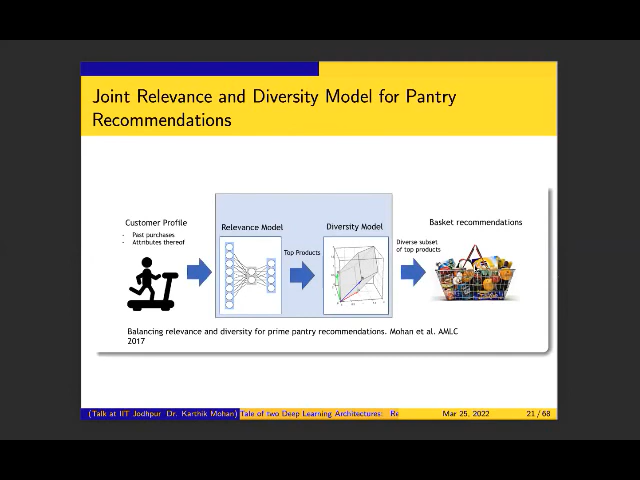 Joint Relevance and Diversity Model for Pantry
Recommendations
Customer Profile
- Past purchases
- Attributes thereof
Relevance Model
Top Products
Diversity Model
Diverse subset
of top products
Basket recommendations
Balancing relevance and diversity for prime pantry recommendations. Mohan et al. AMLC
2017
(Talk at IIT Jodhpur Dr. Karthik Mohan) Tale of two Deep Learning Architectures: Re Mar 25, 2022 21 / 68